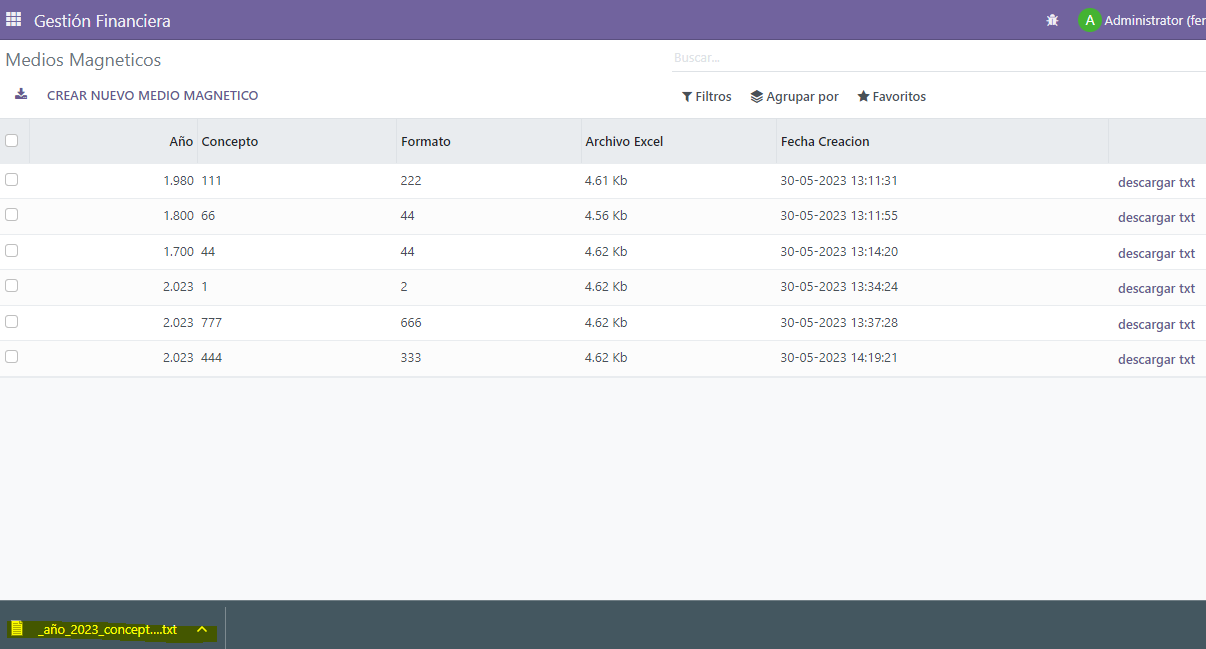 Gestión Financiera
A Administrator (fer
Medios Magneticos
Buscar...
CREAR NUEVO MEDIO MAGNETICO
Filtros Agrupar por Favoritos
Año Concepto Formato Archivo Excel Fecha Creacion
1.980 111 222 4.61 Kb 30-05-2023 13:11:31 descargar txt
1.800 66 44 4.56 Kb 30-05-2023 13:11:55 descargar txt
1.700 44 44 4.62 Kb 30-05-2023 13:14:20 descargar txt
2.023 1 2 4.62 Kb 30-05-2023 13:34:24 descargar txt
2.023 777 666 4.62 Kb 30-05-2023 13:37:28 descargar txt
2.023 444 333 4.62 Kb 30-05-2023 14:19:21 descargar txt
_año_2023_concept....txt